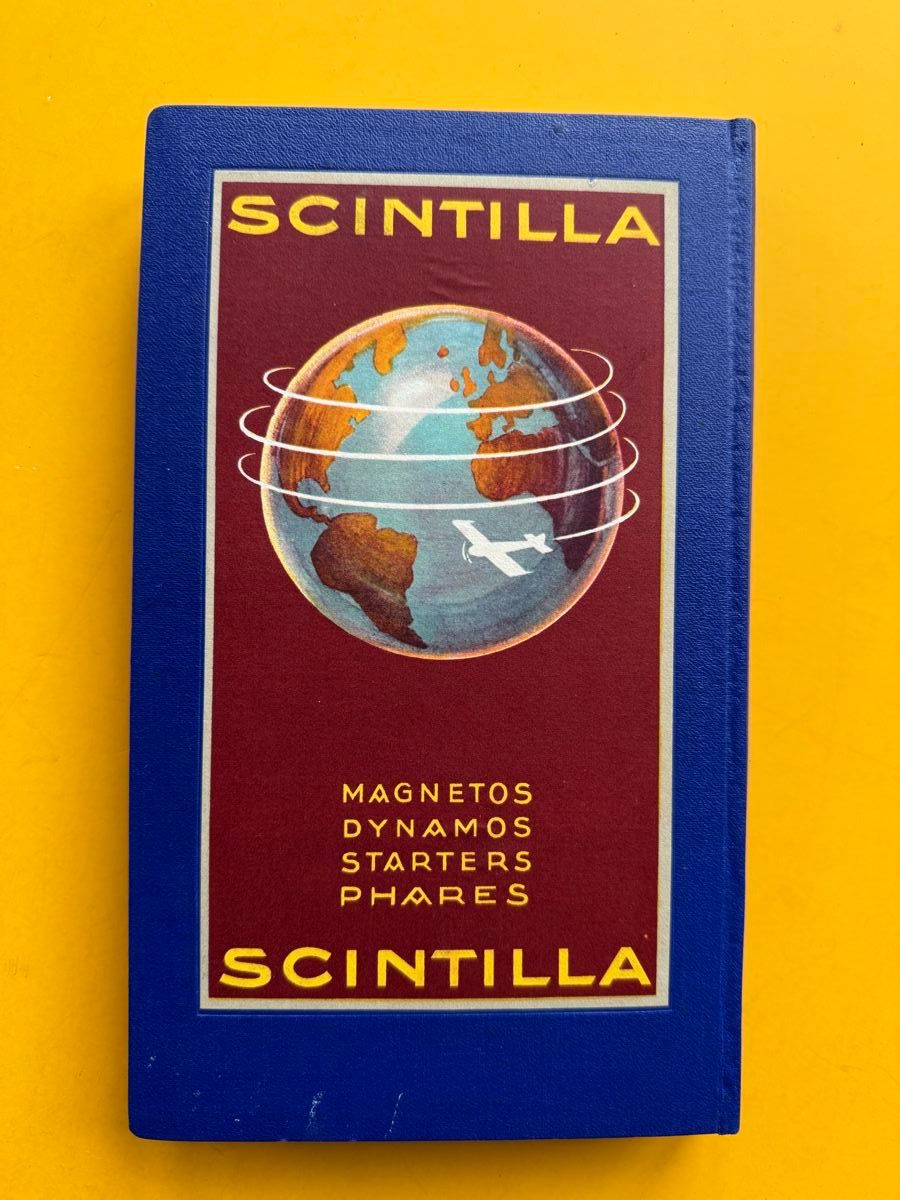 SCINTILLA
MAGNETOS
DYNAMOS
STARTERS
PHARES
SCINTILLA